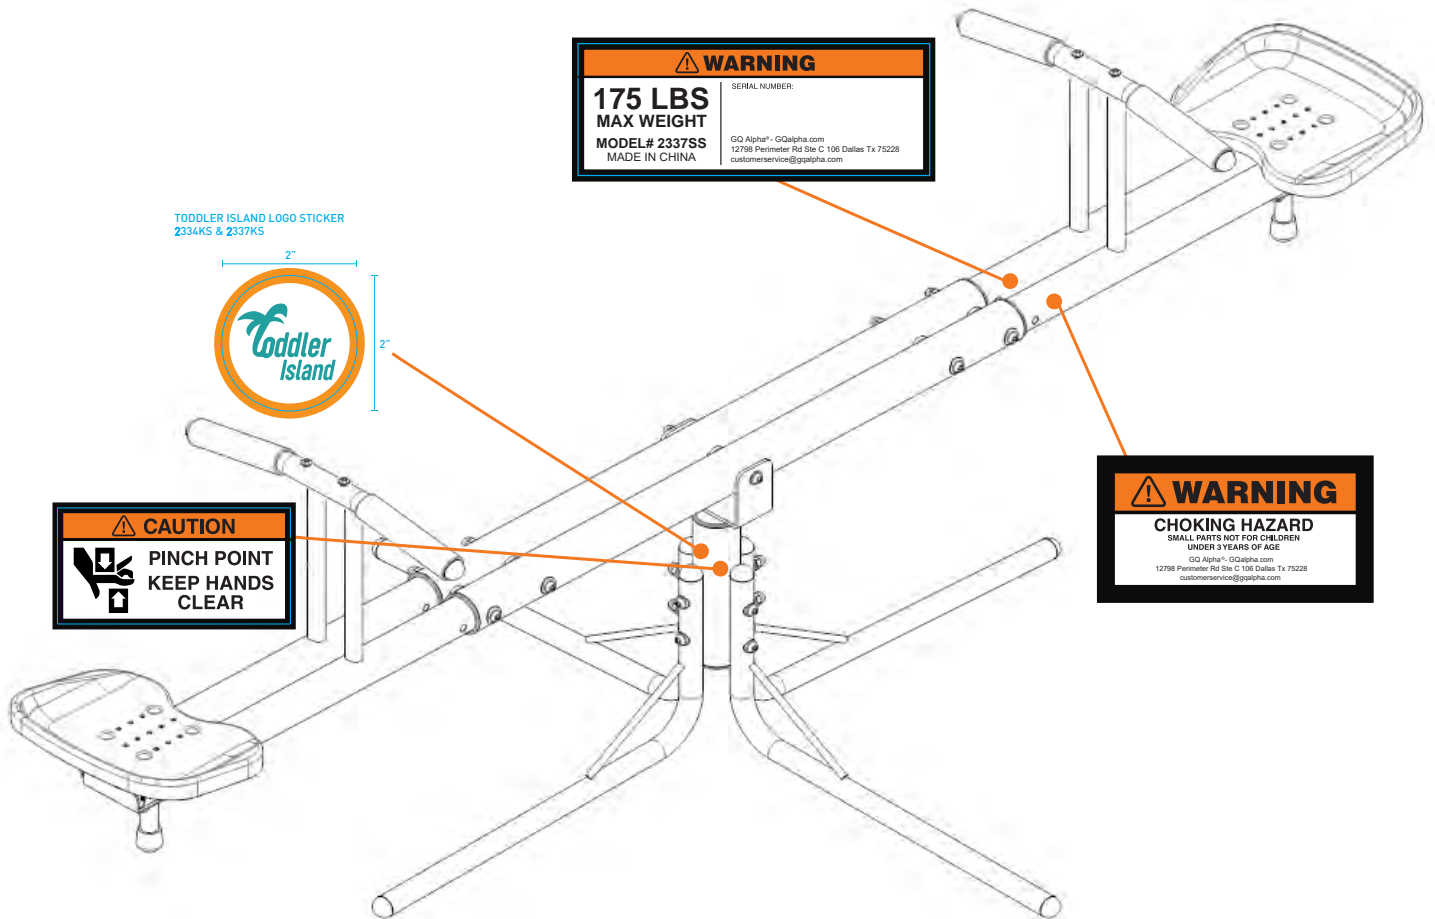 WARNING
175 LBS
MAX WEIGHT
MODEL# 2337SS
MADE IN CHINA
SERIAL NUMBER:
GQ Alpha® - GQalpha.com
12798 Perimeter Rd Ste C 106 Dallas Tx 75228
customerservice@gqalpha.com
TODDLER ISLAND LOGO STICKER
2334KS & 2337KS
2"
2"
Toddler
Island
CAUTION
PINCH POINT
KEEP HANDS
CLEAR
WARNING
CHOKING HAZARD
SMALL PARTS NOT FOR CHILDREN
UNDER 3 YEARS OF AGE
GQ Alpha® - GQalpha.com
12798 Perimeter Rd Ste C 106 Dallas Tx 75228
customerservice@gqalpha.com